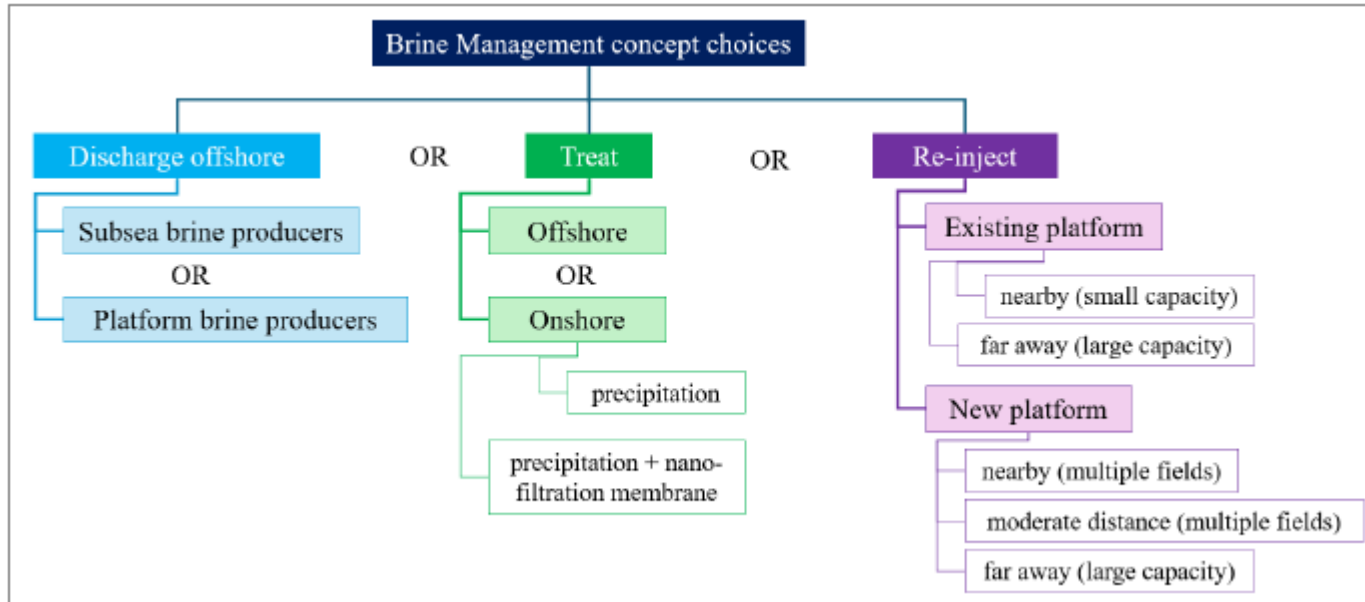 Brine Management concept choices
Discharge offshore
OR
Treat
OR
Re-inject
Subsea brine producers
OR
Platform brine producers
Offshore
OR
Onshore
precipitation
precipitation + nano-
filtration membrane
Existing platform
nearby (small capacity)
far away (large capacity)
New platform
nearby (multiple fields)
moderate distance (multiple fields)
far away (large capacity)